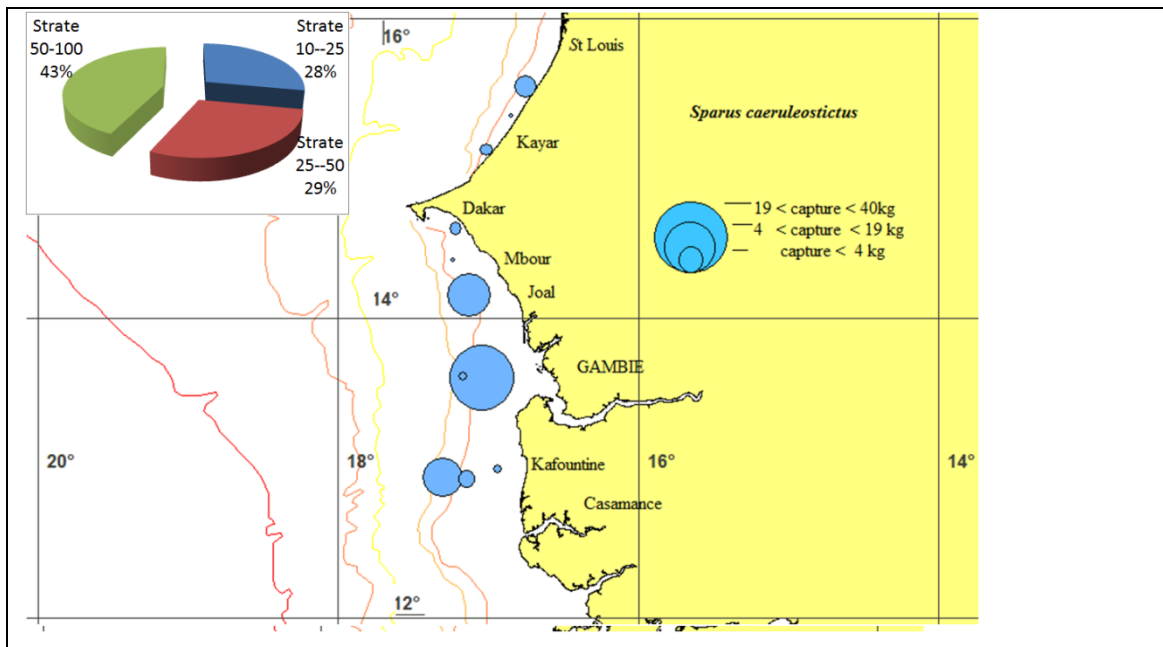 Strate
50-100
43%
Strate
10--25
28%
Strate
25--50
29%
16°
St Louis
Sparus caeruleostictus
Kayar
19 < capture < 40kg
4 < capture < 19 kg
capture < 4 kg
Dakar
Mbour
Joal
14°
GAMBIE
20°
18°
Kafountine
16°
14°
Casamance
12°